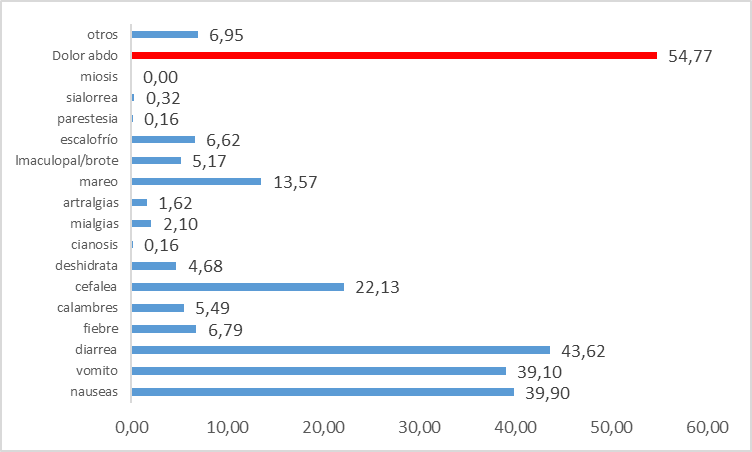 otros 6,95
Dolor abdo 54,77
miosis 0,00
sialorrea 0,32
parestesia 0,16
escalofrío 6,62
lmaculopal/brote 5,17
mareo 13,57
artralgias 1,62
mialgias 2,10
cianosis 0,16
deshidrata 4,68
cefalea 22,13
calambres 5,49
fiebre 6,79
diarrea 43,62
vomito 39,10
nauseas 39,90
0,00 10,00 20,00 30,00 40,00 50,00 60,00